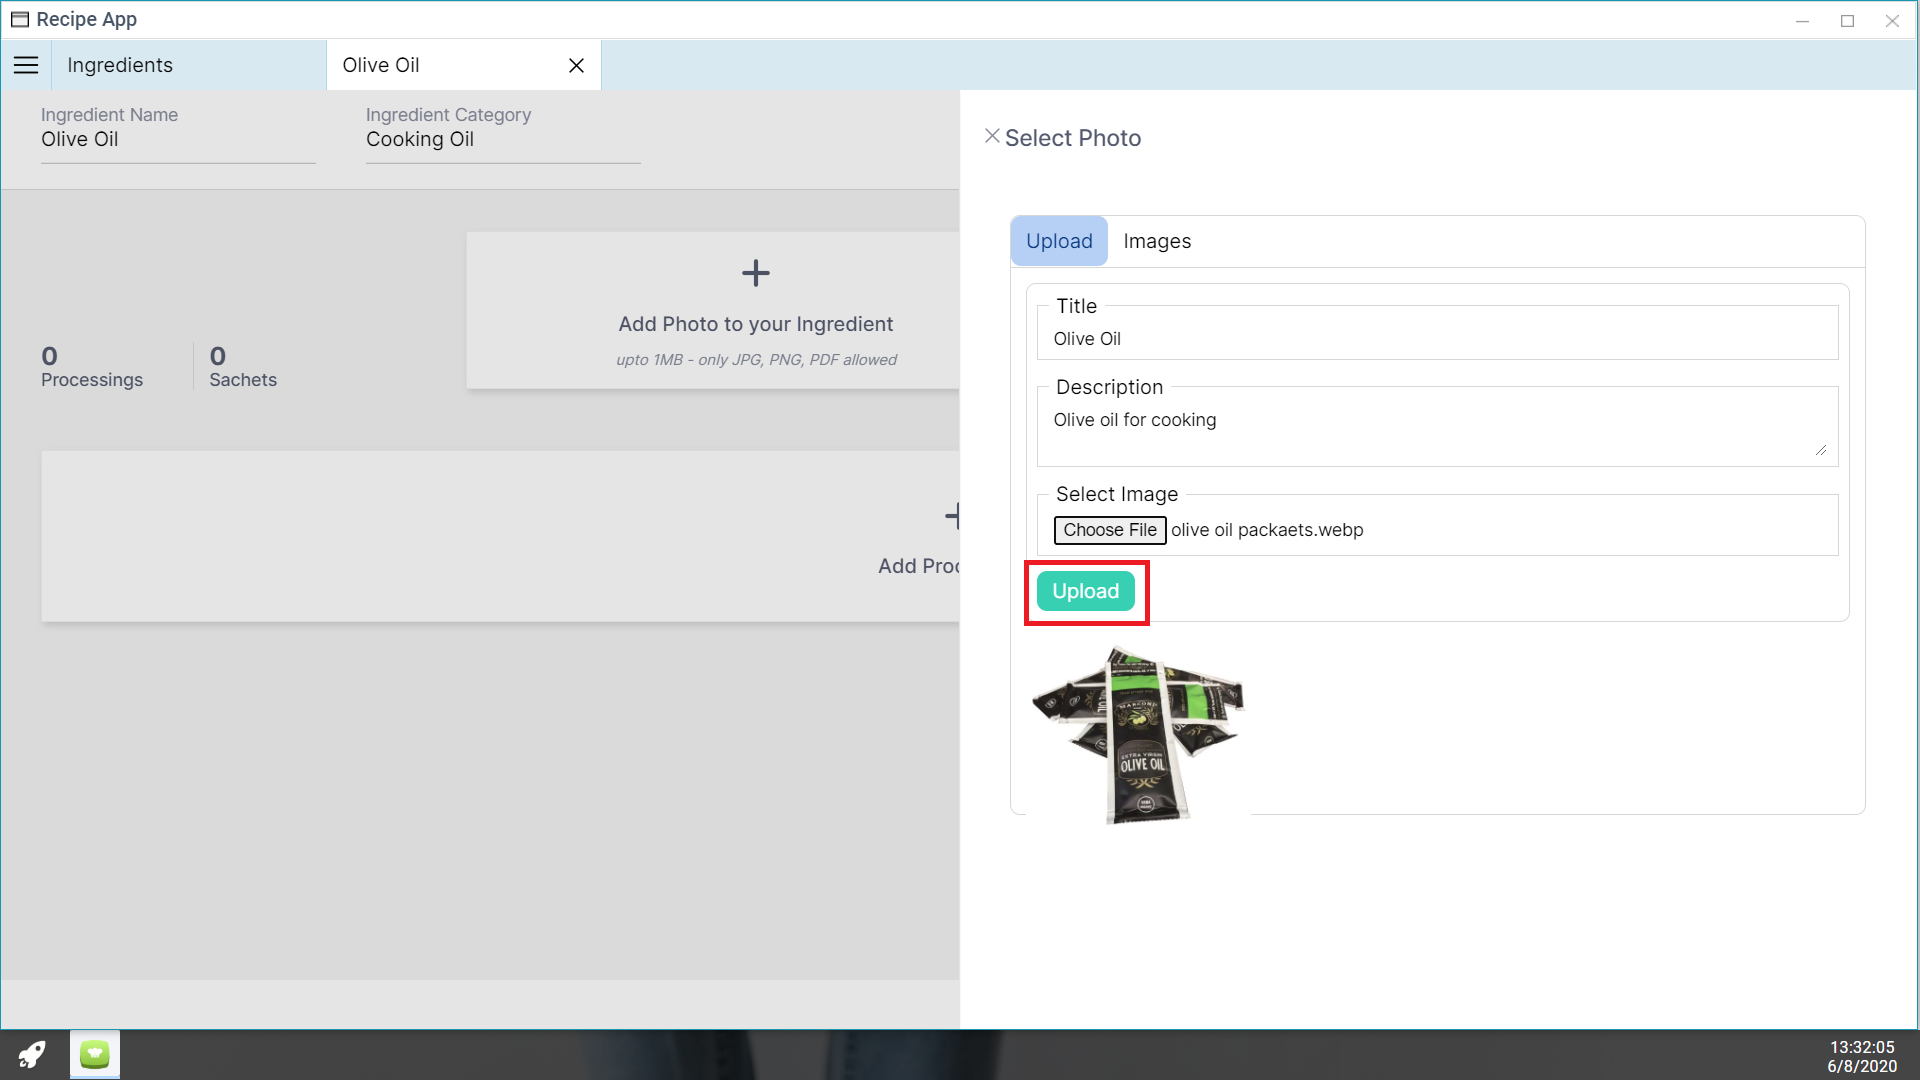 Recipe App
Ingredients
Olive Oil
Ingredient Name
Olive Oil
Ingredient Category
Cooking Oil
0
Processings
0
Sachets
Add Photo to your Ingredient
upto 1MB - only JPG, PNG, PDF allowed
Add Proc
Select Photo
Upload
Images
Title
Olive Oil
Description
Olive oil for cooking
Select Image
Choose File
olive oil packaets.webp
Upload
MARCONI
EXTRA VIRGIN
OLIVE OIL
13:32:05
6/8/2020